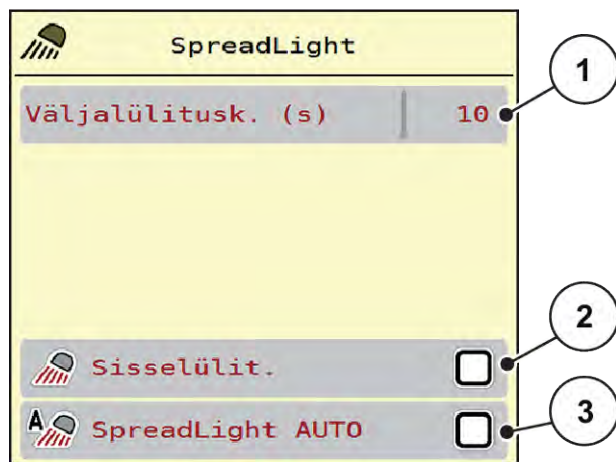 SpreadLight
1
Väljalülitusk. (s) 10
2
Sisselülit.
3
A SpreadLight AUTO